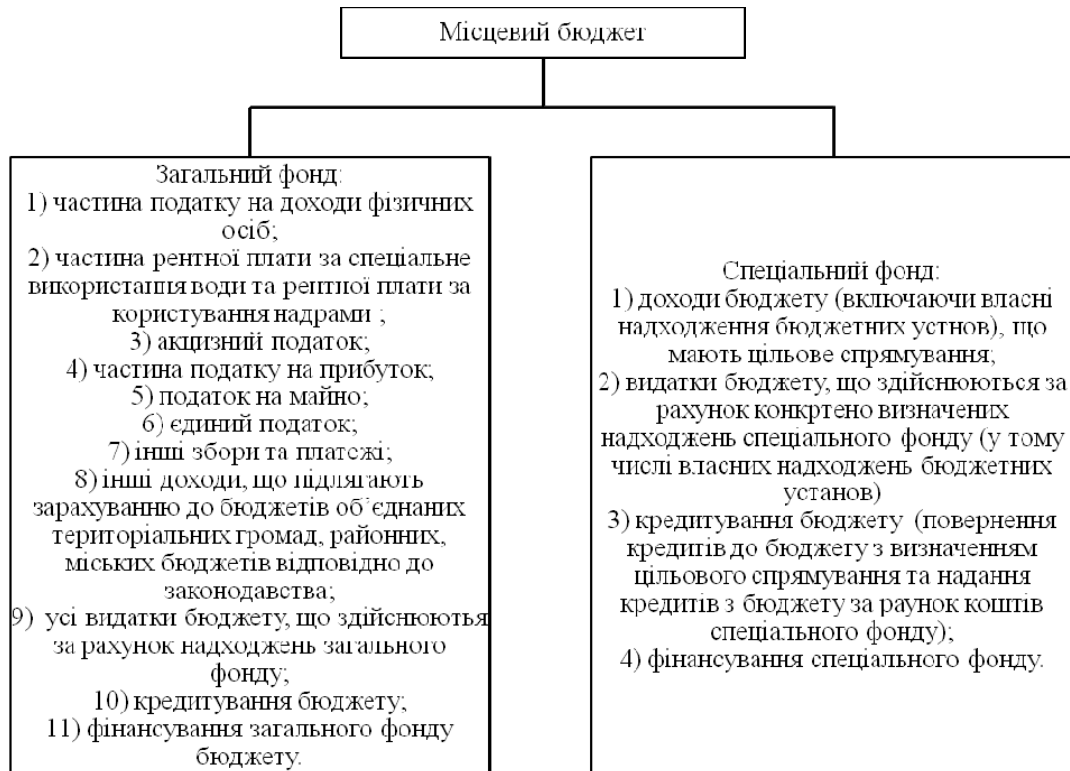 Місцевий бюджет
Загальний фонд:
1) частина податку на доходи фізичних
осіб;
2) частина рентної плати за спеціальне
використання води та рентної плати за
користування надрами ;
3) акцизний податок;
4) частина податку на прибуток;
5) податок на майно;
6) єдиний податок;
7) інші збори та платежі;
8) інші доходи, що підлягають
зарахуванню до бюджетів об’єднаних
територіальних громад, районних,
міських бюджетів відповідно до
законодавства;
9) усі видатки бюджету, що здійснюються
за рахунок надходжень загального
фонду;
10) кредитування бюджету;
11) фінансування загального фонду
бюджету.
Спеціальний фонд:
1) доходи бюджету (включаючи власні
надходження бюджетних устнов), що
мають цільове спрямування;
2) видатки бюджету, що здійснюються за
рахунок конкртено визначених
надходжень спеціального фонду (у тому
числі власних надходжень бюджетних
установ)
3) кредитування бюджету (повернення
кредитів до бюджету з визначенням
цільового спрямування та надання
кредитів з бюджету за раунок коштів
спеціального фонду);
4) фінансування спеціального фонду.